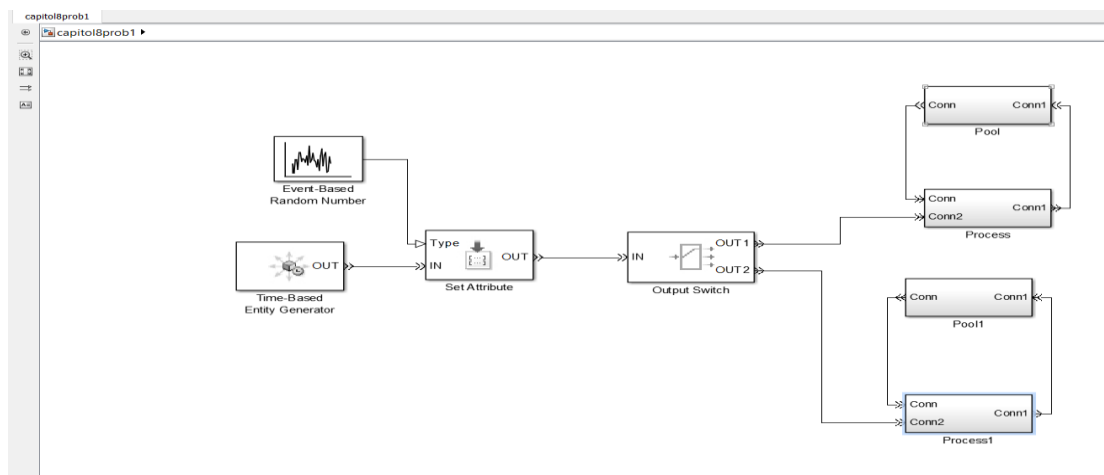 capitol8prob1
capitol8prob1
Conn
Conn1
Pool
Event-Based
Random Number
Conn
Conn2
Conn1
Process
Type
IN
OUT
Set Attribute
OUT
Time-Based
Entity Generator
IN
OUT1
OUT2
Output Switch
Conn
Conn1
Pool1
Conn
Conn2
Conn1
Process1